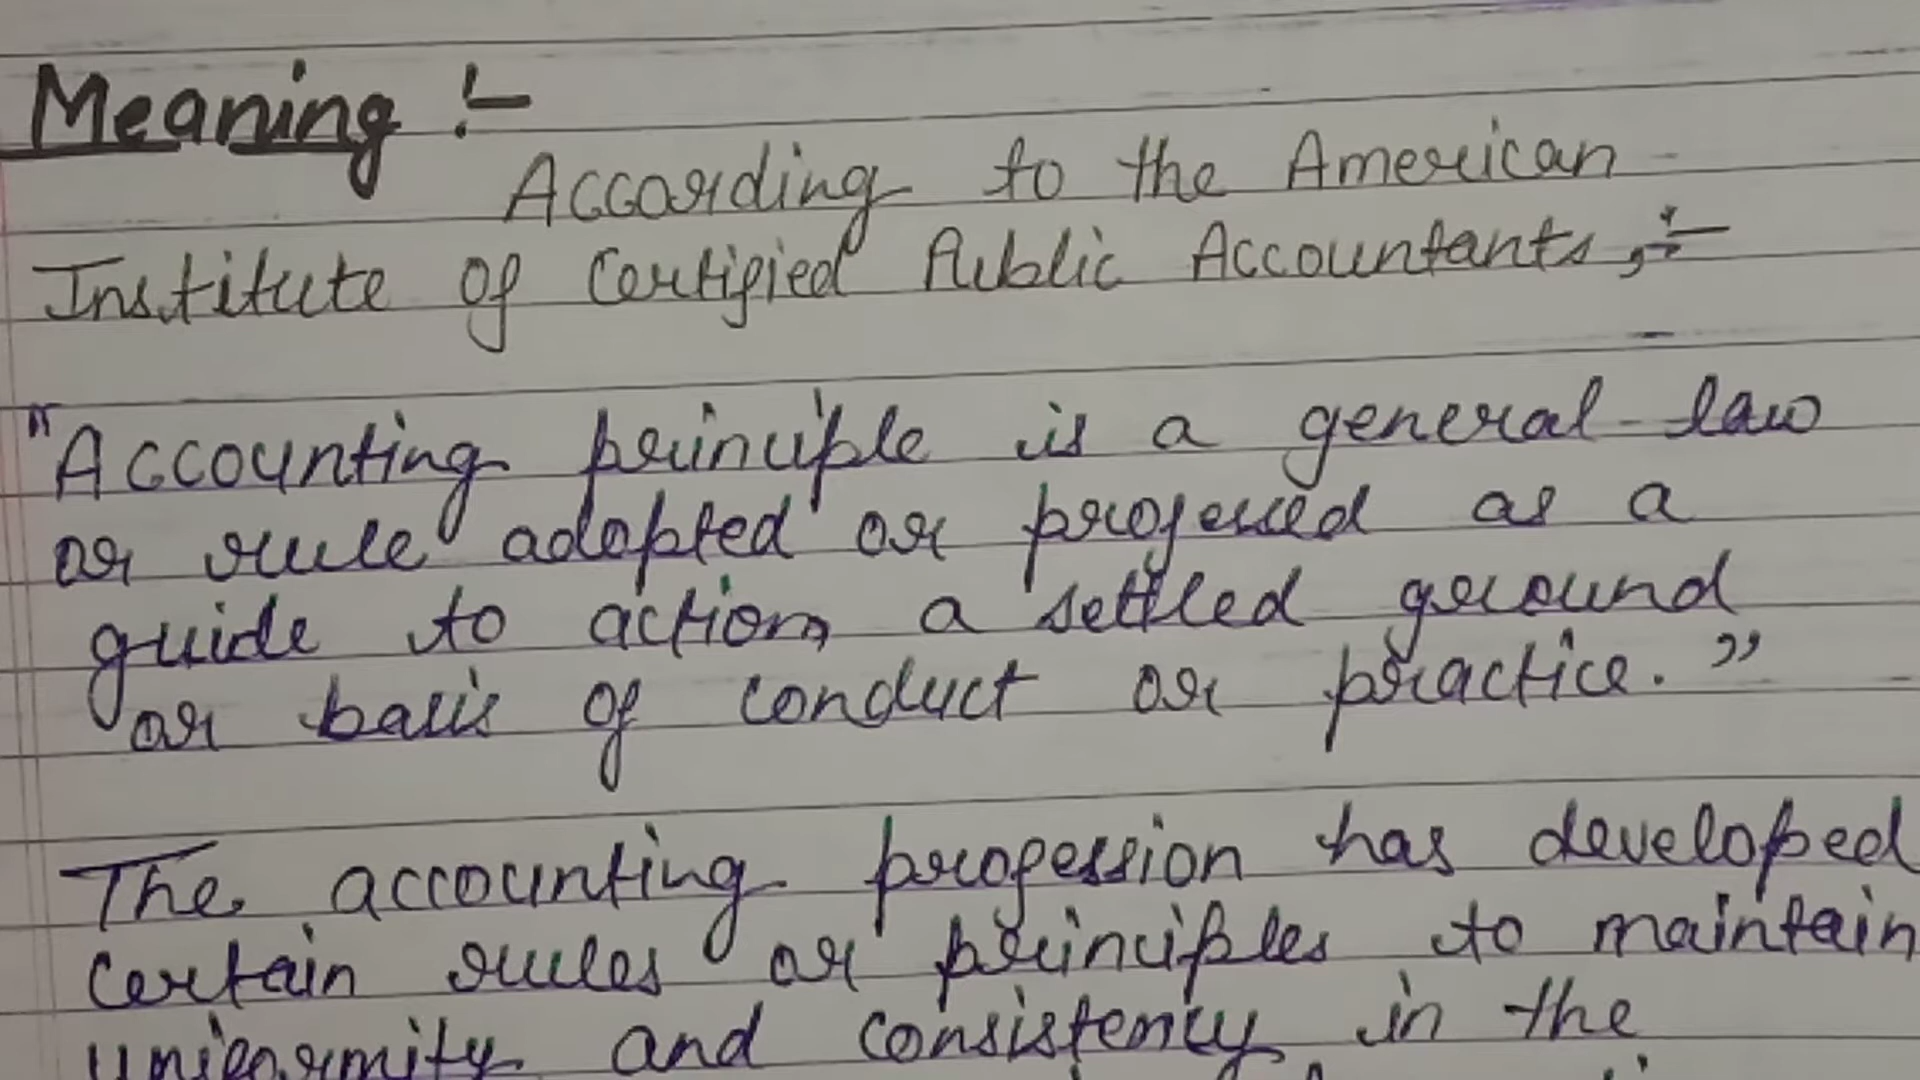 Meaning :-
According to the American
Institute of Certified Public Accountants,:-
"Accounting principle is a general law
or rule adopted or professed as a
guide to action, a settled ground
or basis of conduct or practice."
The accounting profession has developed
certain rules or principles to maintain
uniformity and consistency in the